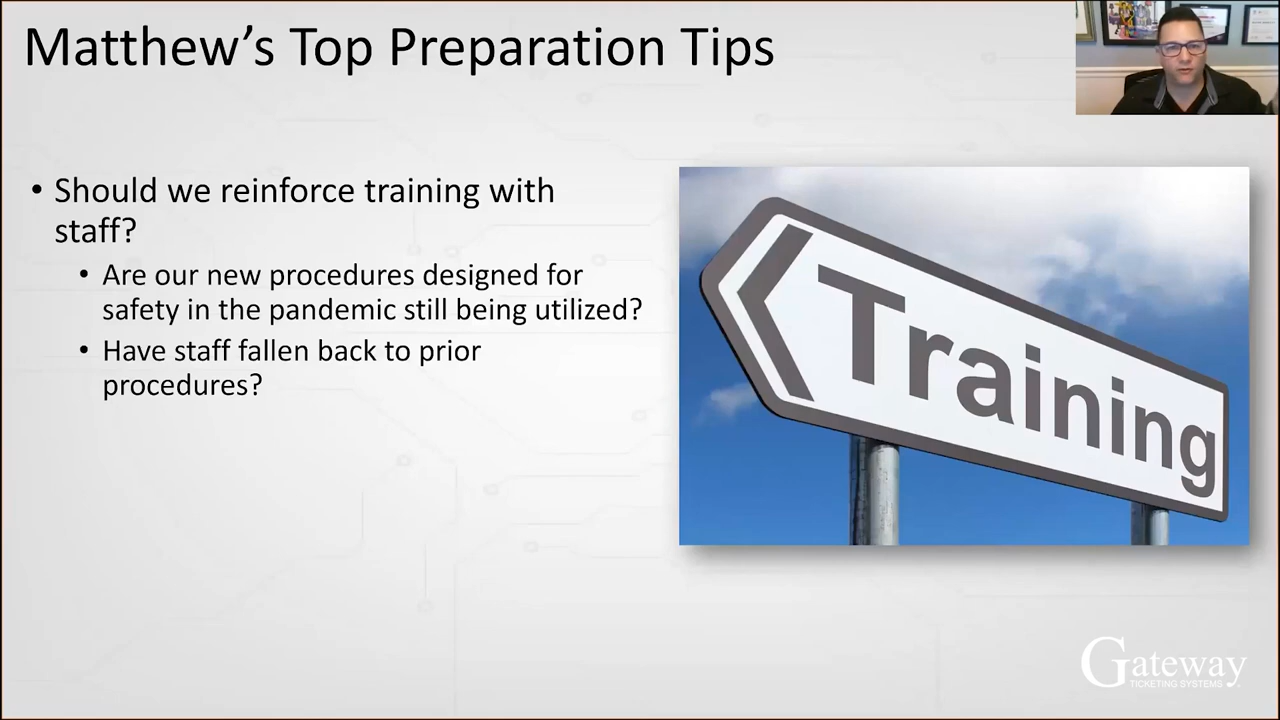 Matthew's Top Preparation Tips
• Should we reinforce training with
staff?
• Are our new procedures designed for
safety in the pandemic still being utilized?
• Have staff fallen back to prior
procedures?
Training
Gateway
TICKETING SYSTEMS